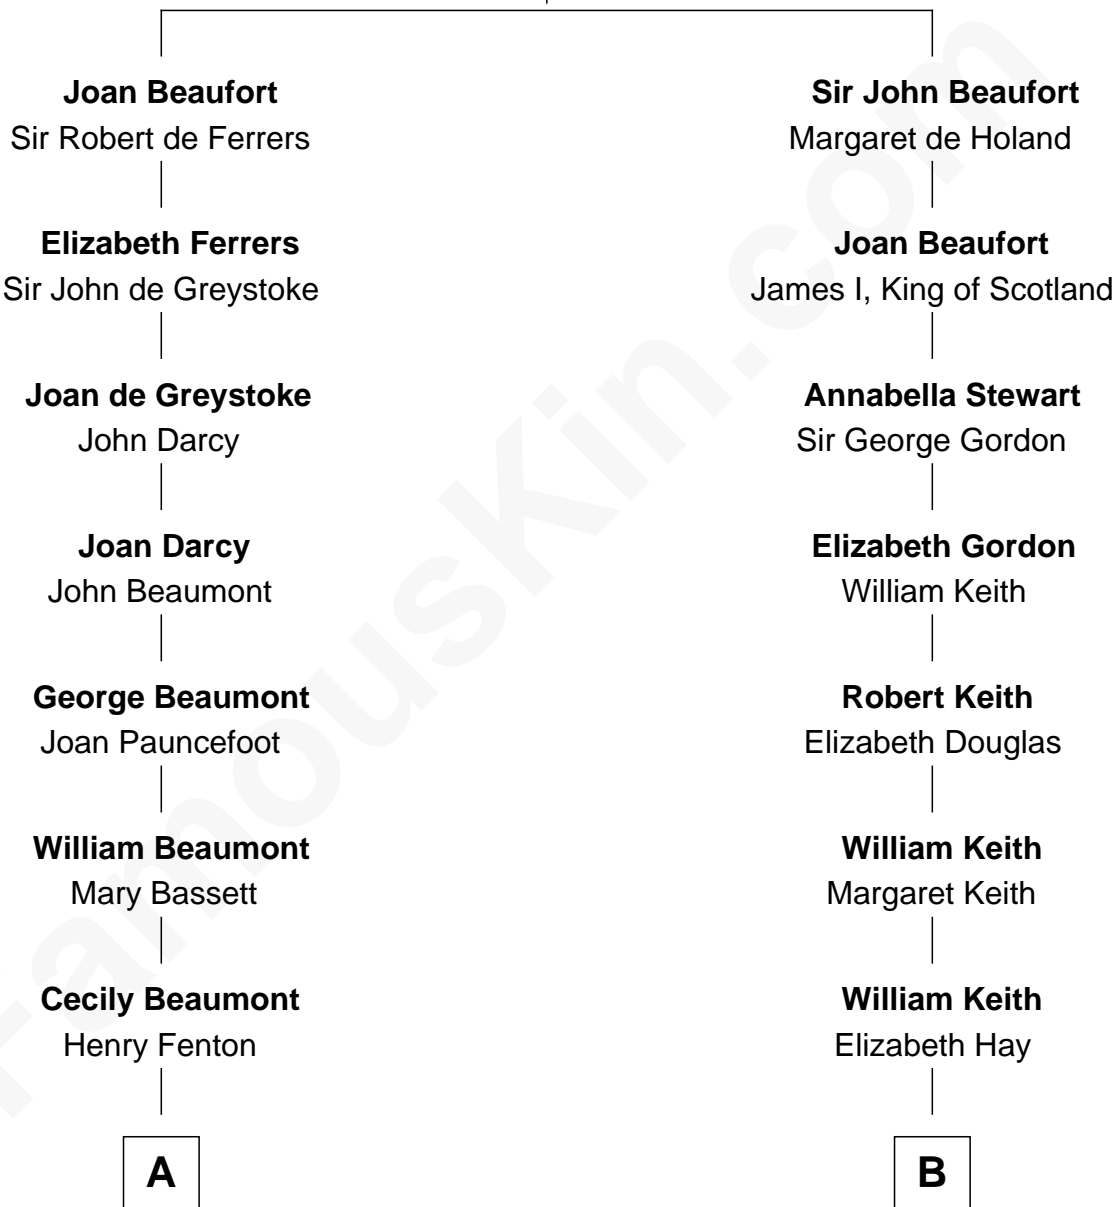 Joan Beaufort
Sir Robert de Ferrers
Elizabeth Ferrers
Sir John de Greystoke
Joan de Greystoke
John Darcy
Joan Darcy
John Beaumont
George Beaumont
Joan Pauncefoot
William Beaumont
Mary Bassett
Cecily Beaumont
Henry Fenton
A
Sir John Beaufort
Margaret de Holand
Joan Beaufort
James I, King of Scotland
Annabella Stewart
Sir George Gordon
Elizabeth Gordon
William Keith
Robert Keith
Elizabeth Douglas
William Keith
Margaret Keith
William Keith
Elizabeth Hay
B
FamousKin.com